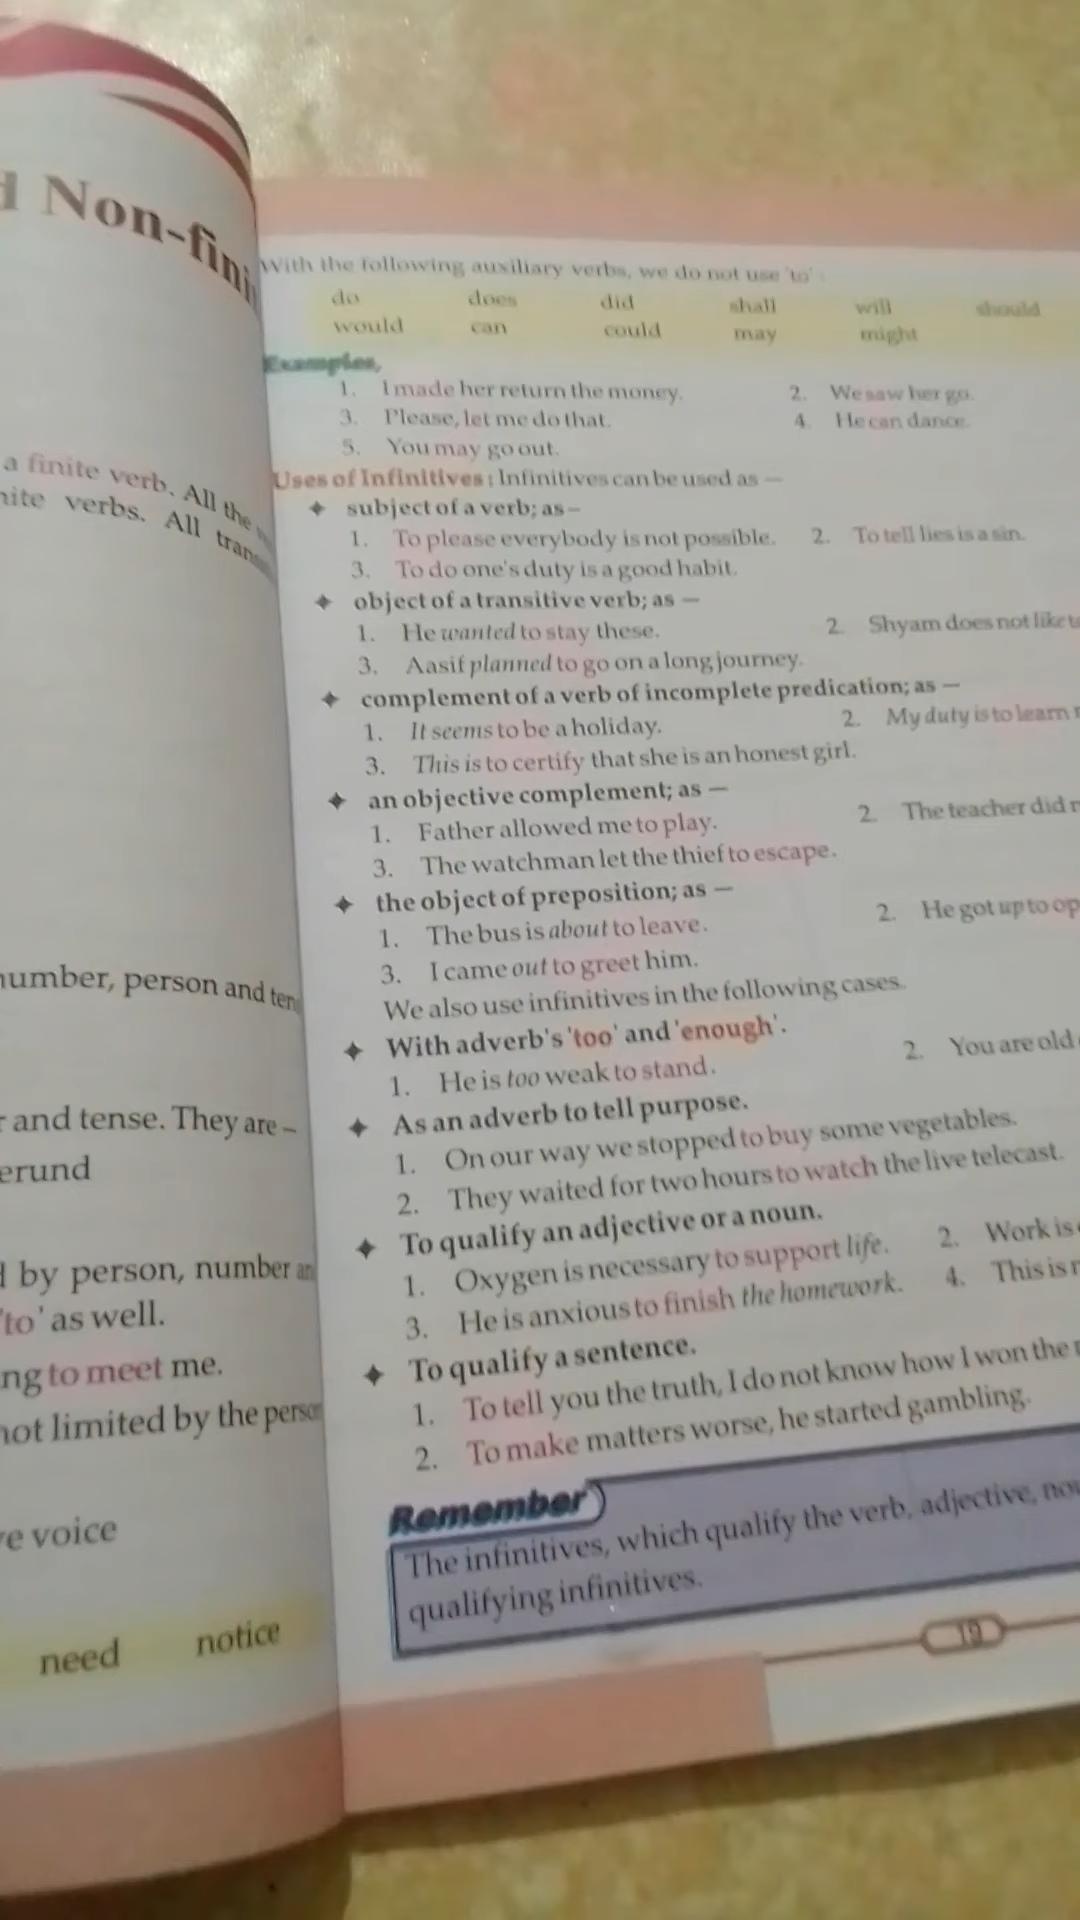 Non-fini
a finite verb. All the
verbs. All
number, person and
and tense. They are –
erund
by person, number
'to' as well.
to meet me.
not limited by the person
voice
need notice
With the following auxiliary verbs, we do not use 'to' :
do does did shall will should
would can could may might
Examples,
1. I made her return the money. 2. We saw her go.
3. Please, let me do that. 4. He can dance.
5. You may go out.
Uses of Infinitives : Infinitives can be used as —
✦ subject of a verb; as –
1. To please everybody is not possible. 2. To tell lies is a sin.
3. To do one's duty is a good habit.
✦ object of a transitive verb; as —
1. He wanted to stay these. 2. Shyam does not like
3. Aasif planned to go on a long journey.
✦ complement of a verb of incomplete predication; as —
1. It seems to be a holiday. 2. My duty is to learn
3. This is to certify that she is an honest girl.
✦ an objective complement; as —
1. Father allowed me to play. 2. The teacher did
3. The watchman let the thief to escape.
✦ the object of preposition; as —
1. The bus is about to leave. 2. He got up to op
3. I came out to greet him.
We also use infinitives in the following cases.
✦ With adverb's 'too' and 'enough'.
1. He is too weak to stand. 2. You are old
✦ As an adverb to tell purpose.
1. On our way we stopped to buy some vegetables.
2. They waited for two hours to watch the live telecast.
✦ To qualify an adjective or a noun.
1. Oxygen is necessary to support life. 2. Work is
3. He is anxious to finish the homework. 4. This is
✦ To qualify a sentence.
1. To tell you the truth, I do not know how I won the
2. To make matters worse, he started gambling.
Remember
The infinitives, which qualify the verb, adjective,
qualifying infinitives.
19